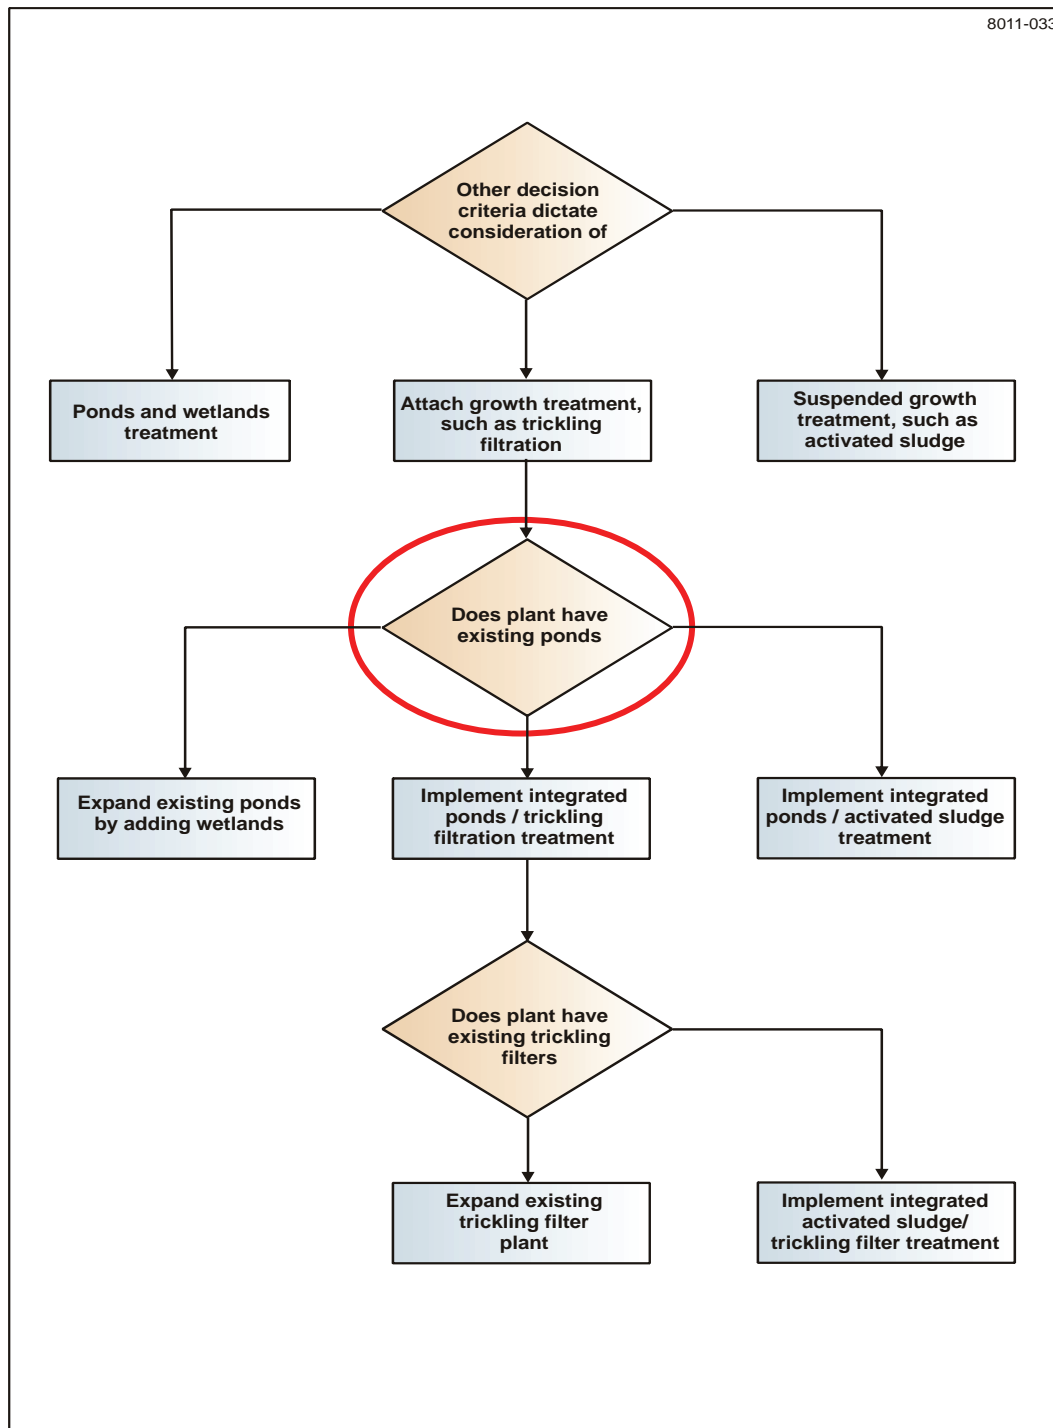 8011-033
Other decision
criteria dictate
consideration of
Ponds and wetlands
treatment
Attach growth treatment,
such as trickling
filtration
Suspended growth
treatment, such as
activated sludge
Does plant have
existing ponds
Expand existing ponds
by adding wetlands
Implement integrated
ponds / trickling
filtration treatment
Implement integrated
ponds / activated sludge
treatment
Does plant have
existing trickling
filters
Expand existing
trickling filter
plant
Implement integrated
activated sludge/
trickling filter treatment